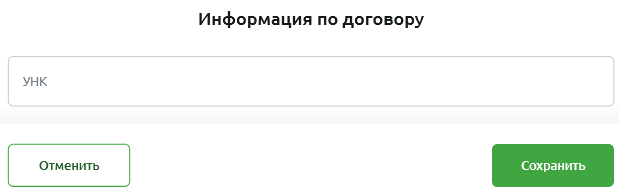 Информация по договору
УНК
Отменить
Сохранить